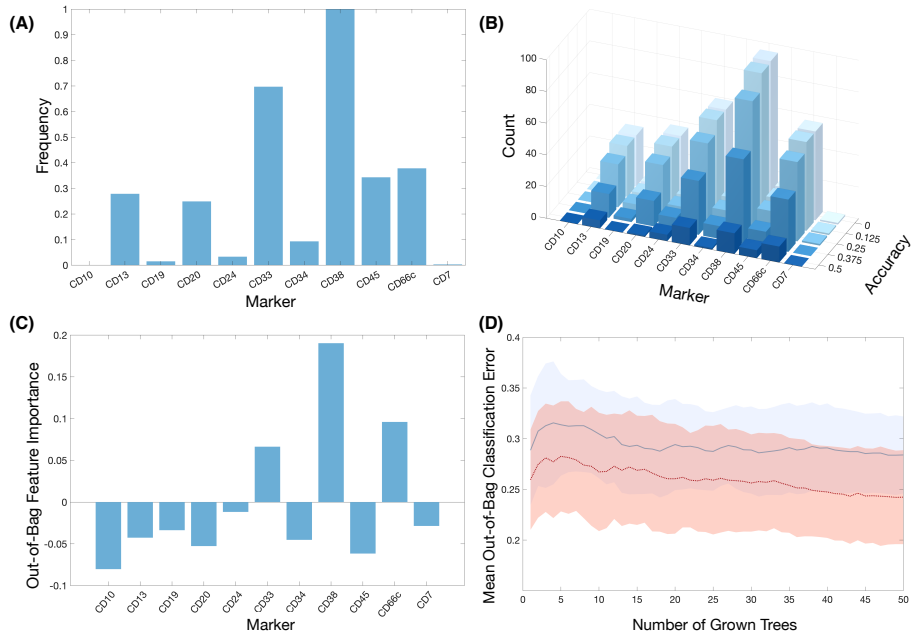 (A)
Frequency
1
0.9
0.8
0.7
0.6
0.5
0.4
0.3
0.2
0.1
0
CD10 CD13 CD19 CD20 CD24 CD33 CD34 CD38 CD45 CD66c CD7
Marker
(B)
Count
100
80
60
40
20
0
CD10 CD13 CD19 CD20 CD24 CD33 CD34 CD38 CD45 CD66c CD7
Marker
0
0.125
0.25
0.375
0.5
Accuracy
(C)
Out-of-Bag Feature Importance
0.2
0.15
0.1
0.05
0
-0.05
-0.1
CD10 CD13 CD19 CD20 CD24 CD33 CD34 CD38 CD45 CD66c CD7
Marker
(D)
Mean Out-of-Bag Classification Error
0.4
0.35
0.3
0.25
0.2
0 5 10 15 20 25 30 35 40 45 50
Number of Grown Trees